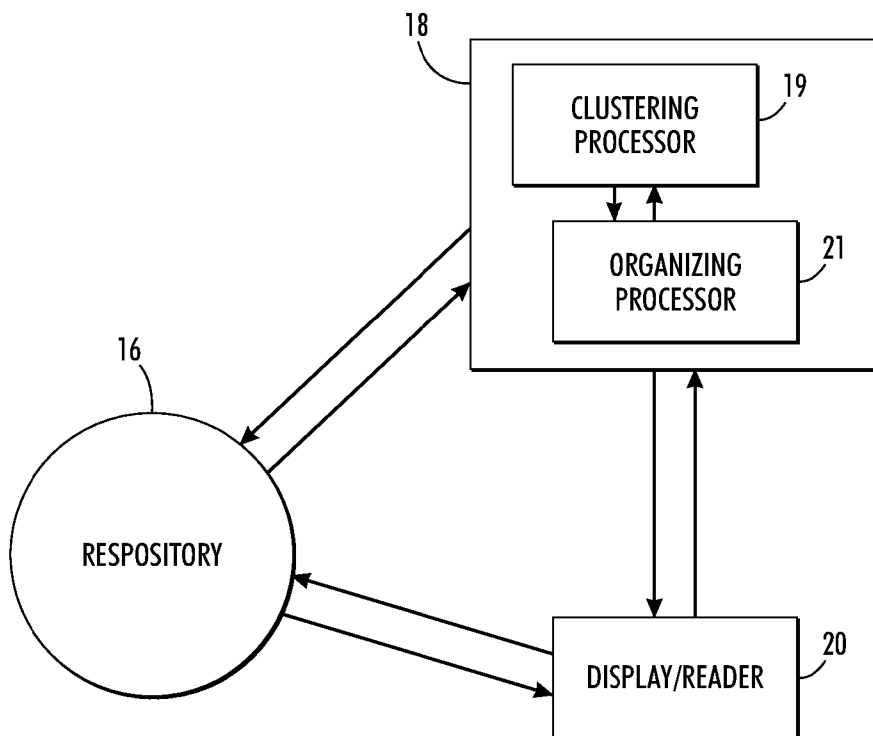 18
19
CLUSTERING
PROCESSOR
21
ORGANIZING
PROCESSOR
16
RESPOSITORY
20
DISPLAY/READER